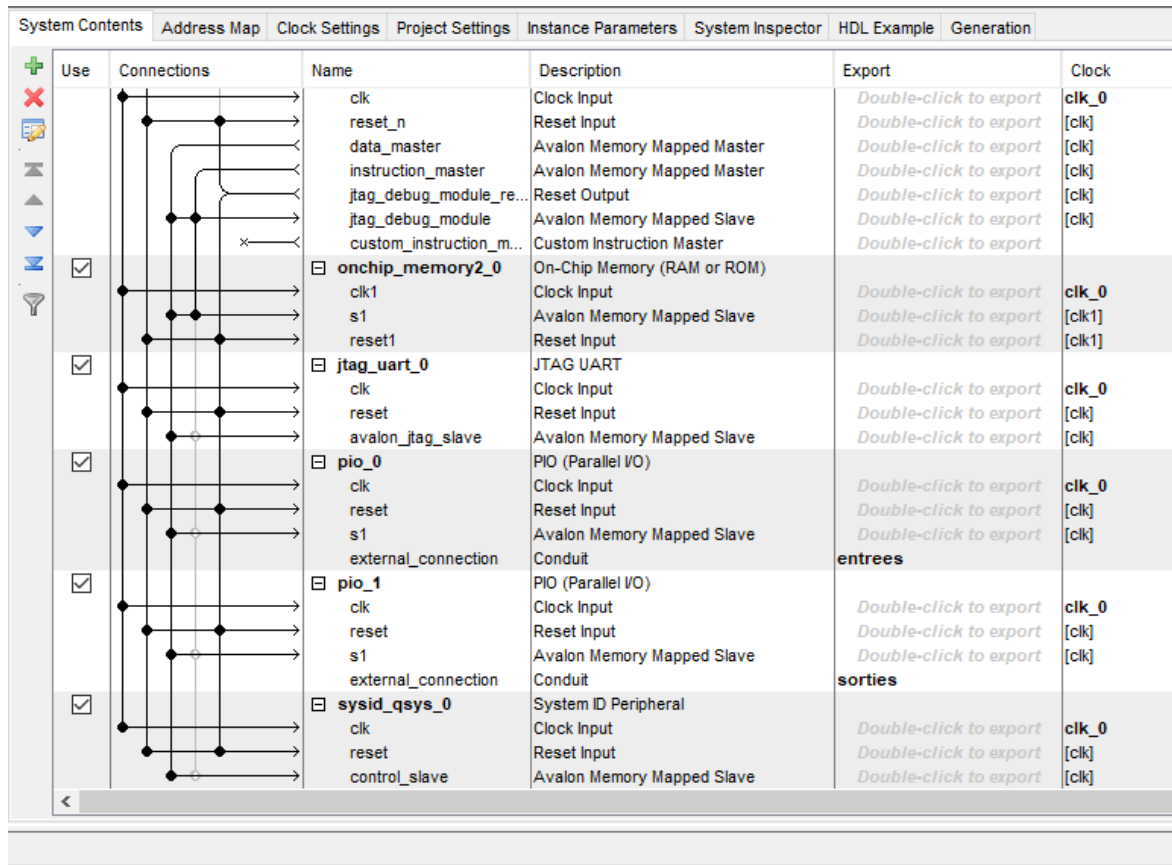 System Contents Address Map Clock Settings Project Settings Instance Parameters System Inspector HDL Example Generation
Use Connections Name Description Export Clock
clk Clock Input Double-click to export clk_0
reset_n Reset Input Double-click to export [clk]
data_master Avalon Memory Mapped Master Double-click to export [clk]
instruction_master Avalon Memory Mapped Master Double-click to export [clk]
jtag_debug_module_re... Reset Output Double-click to export [clk]
jtag_debug_module Avalon Memory Mapped Slave Double-click to export [clk]
custom_instruction_m... Custom Instruction Master Double-click to export
onchip_memory2_0 On-Chip Memory (RAM or ROM)
clk1 Clock Input Double-click to export clk_0
s1 Avalon Memory Mapped Slave Double-click to export [clk1]
reset1 Reset Input Double-click to export [clk1]
jtag_uart_0 JTAG UART
clk Clock Input Double-click to export clk_0
reset Reset Input Double-click to export [clk]
avalon_jtag_slave Avalon Memory Mapped Slave Double-click to export [clk]
pio_0 PIO (Parallel I/O)
clk Clock Input Double-click to export clk_0
reset Reset Input Double-click to export [clk]
s1 Avalon Memory Mapped Slave Double-click to export [clk]
external_connection Conduit entrees
pio_1 PIO (Parallel I/O)
clk Clock Input Double-click to export clk_0
reset Reset Input Double-click to export [clk]
s1 Avalon Memory Mapped Slave Double-click to export [clk]
external_connection Conduit sorties
sysid_qsys_0 System ID Peripheral
clk Clock Input Double-click to export clk_0
reset Reset Input Double-click to export [clk]
control_slave Avalon Memory Mapped Slave Double-click to export [clk]